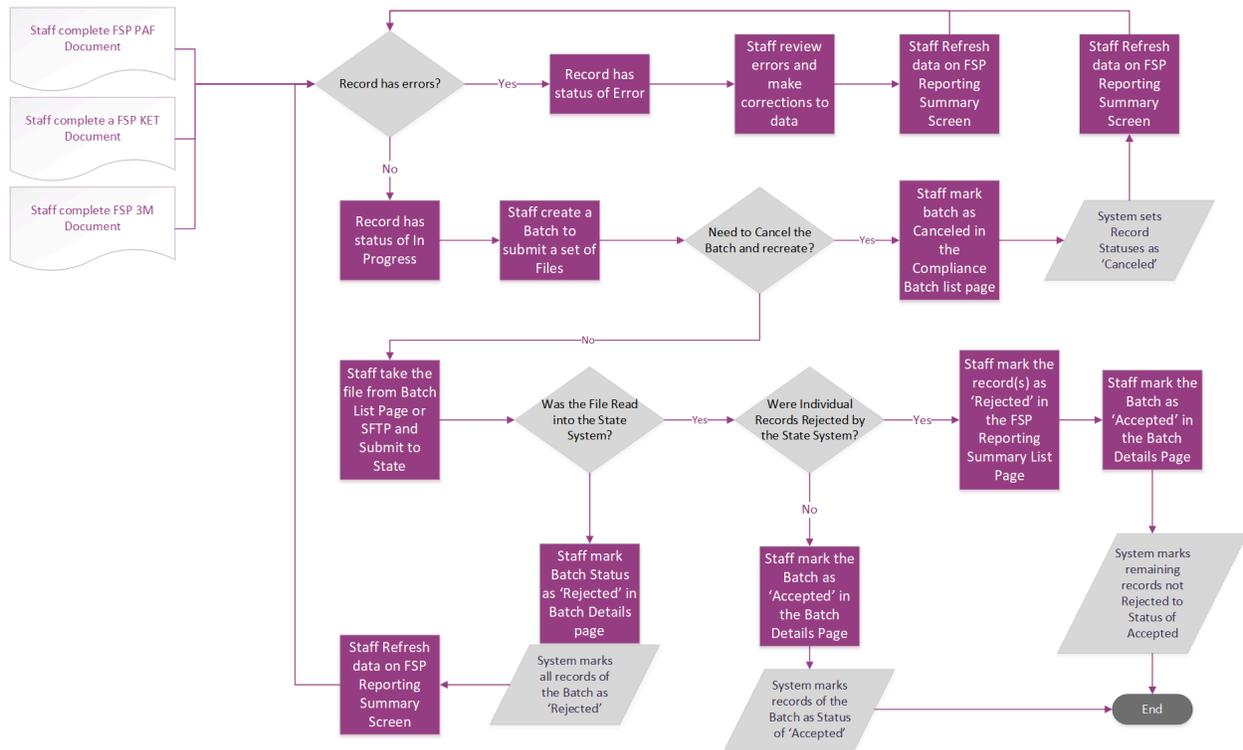 Staff complete FSP PAF
Document
Staff complete a FSP KET
Document
Staff complete FSP 3M
Document
Record has errors?
Yes
Record has
status of Error
Staff review
errors and
make
corrections to
data
Staff Refresh
data on FSP
Reporting
Summary
Screen
Staff Refresh
data on FSP
Reporting
Summary
Screen
No
Record has
status of In
Progress
Staff create a
Batch to
submit a set of
Files
Need to Cancel the
Batch and recreate?
Yes
Staff mark
batch as
Canceled in
the
Compliance
Batch list page
System sets
Record
Statuses as
‘Canceled’
No
Staff take the
file from Batch
List Page or
SFTP and
Submit to
State
Was the File Read
into the State
System?
Yes
Were Individual
Records Rejected by
the State System?
Yes
Staff mark the
record(s) as
‘Rejected’ in
the FSP
Reporting
Summary List
Page
Staff mark the
Batch as
‘Accepted’ in
the Batch
Details Page
No
Staff mark
Batch Status
as ‘Rejected’ in
Batch Details
page
Staff mark the
Batch as
‘Accepted’ in
the Batch
Details Page
System marks
remaining
records not
Rejected to
Status of
Accepted
Staff Refresh
data on FSP
Reporting
Summary
Screen
System marks
all records of
the Batch as
‘Rejected’
System marks
records of the
Batch as Status
of ‘Accepted’
End